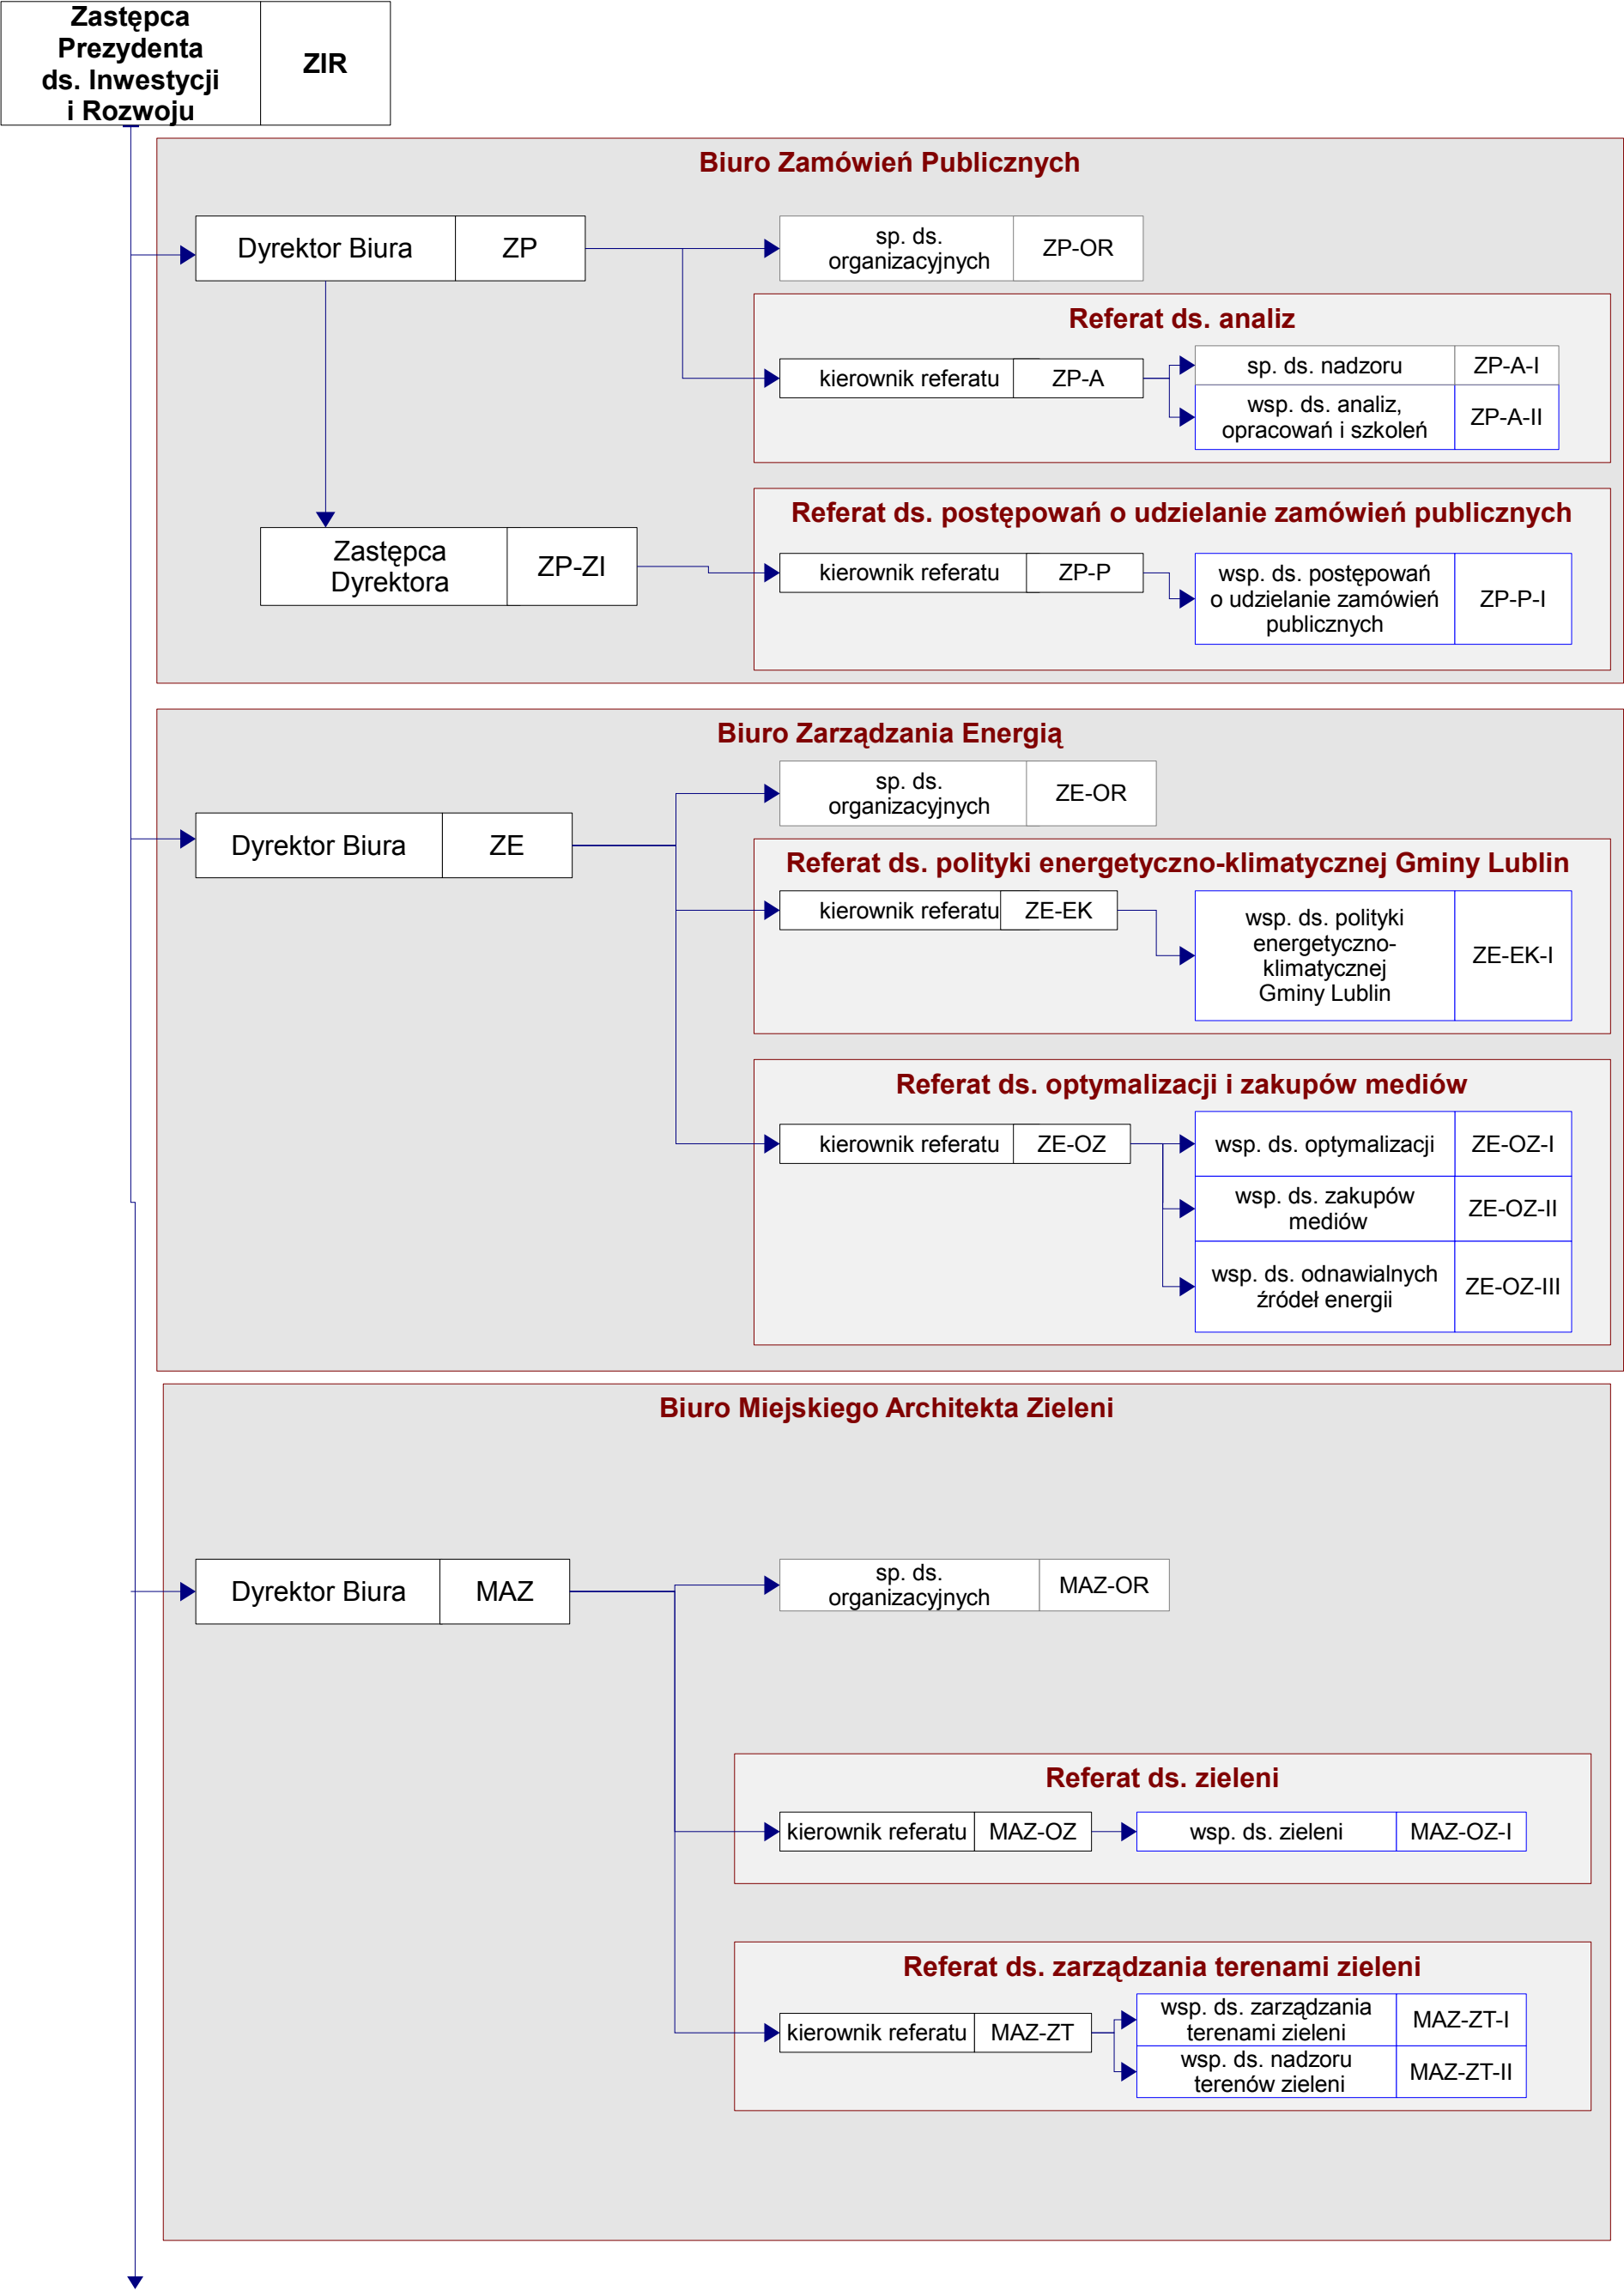 Zastępca
Prezydenta
ds. Inwestycji
i Rozwoju
ZIR
Biuro Zamówień Publicznych
Dyrektor Biura
ZP
sp. ds.
organizacyjnych
ZP-OR
Referat ds. analiz
kierownik referatu
ZP-A
sp. ds. nadzoru
ZP-A-I
wsp. ds. analiz,
opracowań i szkoleń
ZP-A-II
Zastępca
Dyrektora
ZP-ZI
Referat ds. postępowań o udzielanie zamówień publicznych
kierownik referatu
ZP-P
wsp. ds. postępowań
o udzielanie zamówień
publicznych
ZP-P-I
Biuro Zarządzania Energią
Dyrektor Biura
ZE
sp. ds.
organizacyjnych
ZE-OR
Referat ds. polityki energetyczno-klimatycznej Gminy Lublin
kierownik referatu
ZE-EK
wsp. ds. polityki
energetyczno-
klimatycznej
Gminy Lublin
ZE-EK-I
Referat ds. optymalizacji i zakupów mediów
kierownik referatu
ZE-OZ
wsp. ds. optymalizacji
ZE-OZ-I
wsp. ds. zakupów
mediów
ZE-OZ-II
wsp. ds. odnawialnych
źródeł energii
ZE-OZ-III
Biuro Miejskiego Architekta Zieleni
Dyrektor Biura
MAZ
sp. ds.
organizacyjnych
MAZ-OR
Referat ds. zieleni
kierownik referatu
MAZ-OZ
wsp. ds. zieleni
MAZ-OZ-I
Referat ds. zarządzania terenami zieleni
kierownik referatu
MAZ-ZT
wsp. ds. zarządzania
terenami zieleni
MAZ-ZT-I
wsp. ds. nadzoru
terenów zieleni
MAZ-ZT-II